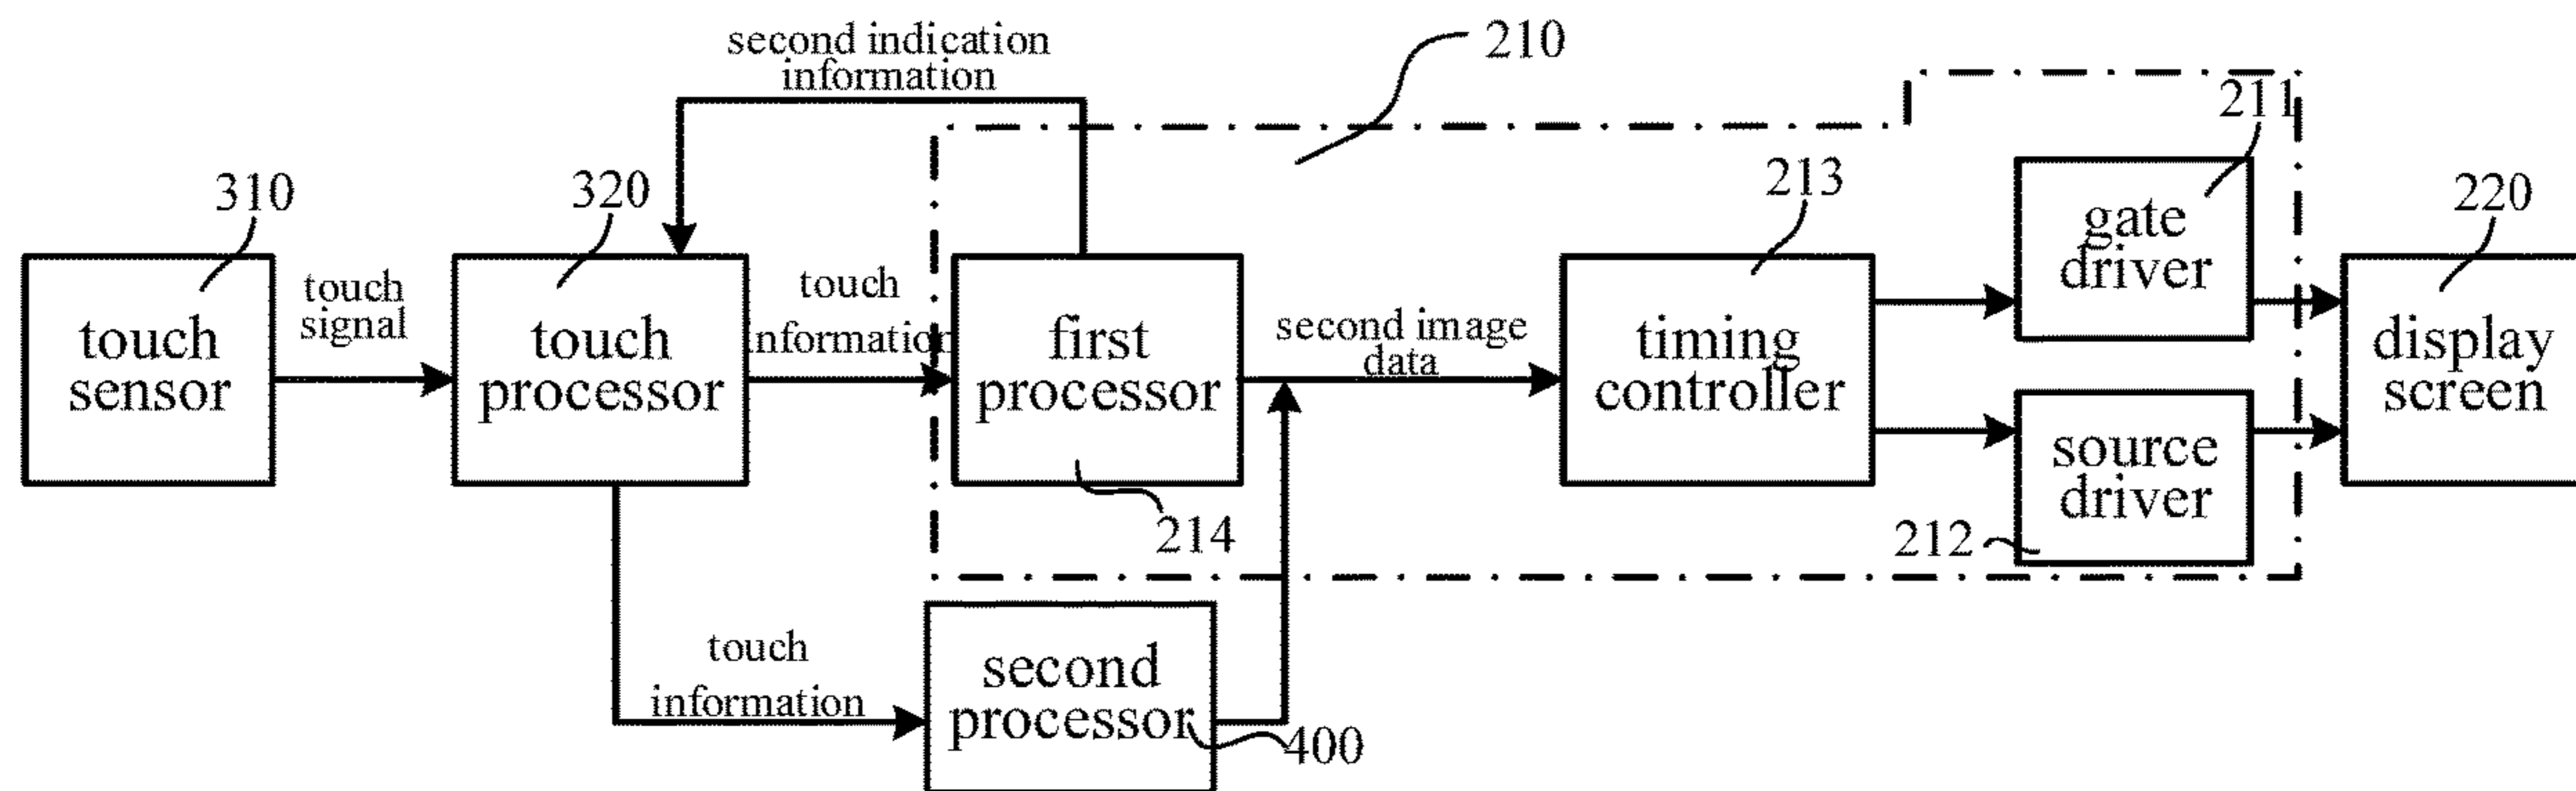 second indication
information
210
211
310
320
213
220
touch
signal
touch
sensor
touch
processor
touch
information
first
processor
214
second image
data
timing
controller
gate
driver
source
driver
212
display
screen
touch
information
second
processor
400